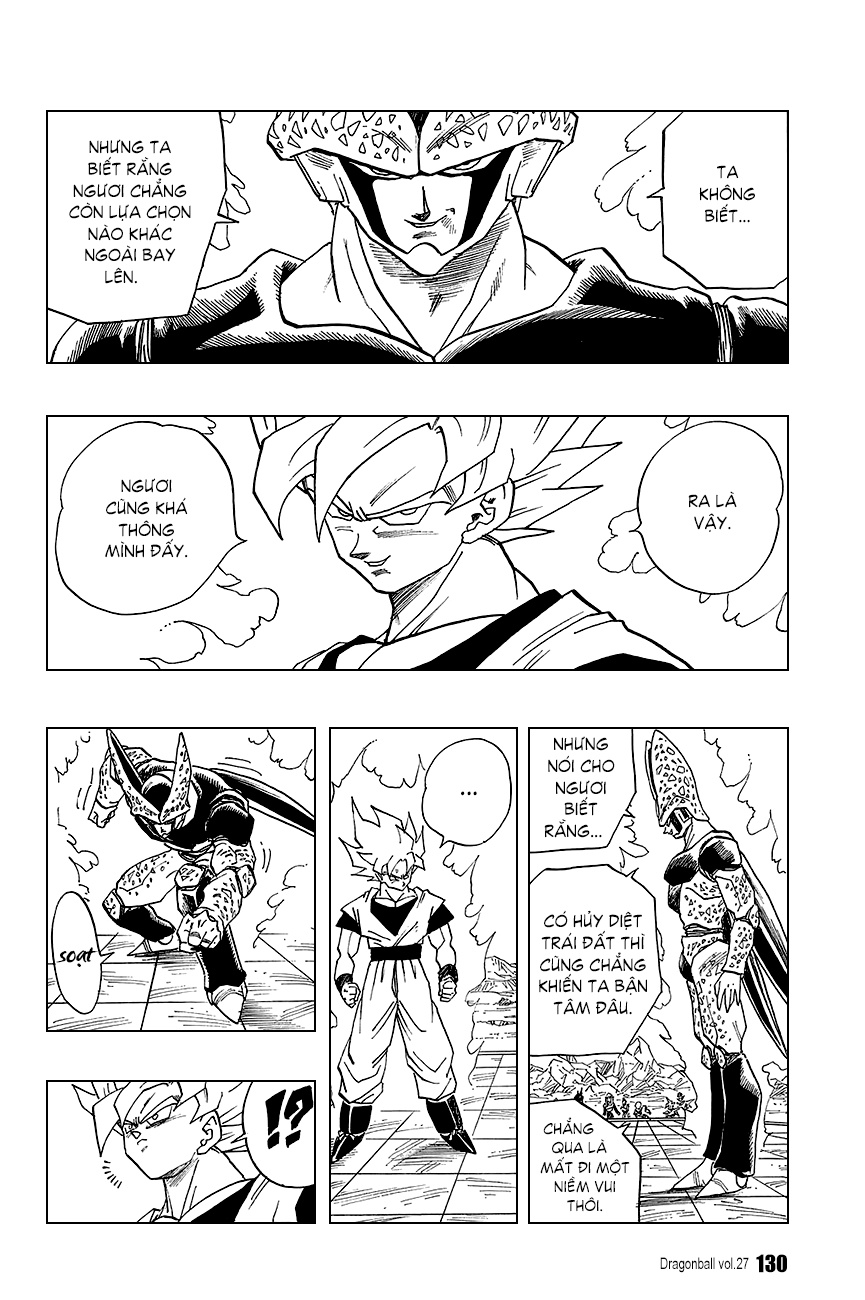 TA
KHÔNG
BIẾT...
NHƯNG TA
BIẾT RẰNG
NGƯƠI CHẲNG
CÒN LỰA CHỌN
NÀO KHÁC
NGOÀI BAY
LÊN.
RA LÀ
VẬY.
NGƯƠI
CŨNG KHÁ
THÔNG
MINH ĐẤY.
NHƯNG
NÓI CHO
NGƯƠI
BIẾT
RẰNG...
CÓ HỦY DIỆT
TRÁI ĐẤT THÌ
CŨNG CHẲNG
KHIẾN TA BẬN
TÂM ĐÂU.
CHẲNG
QUA LÀ
MẤT ĐI MỘT
NIỀM VUI
THÔI.
...
soạt
!?
Dragonball vol.27 130